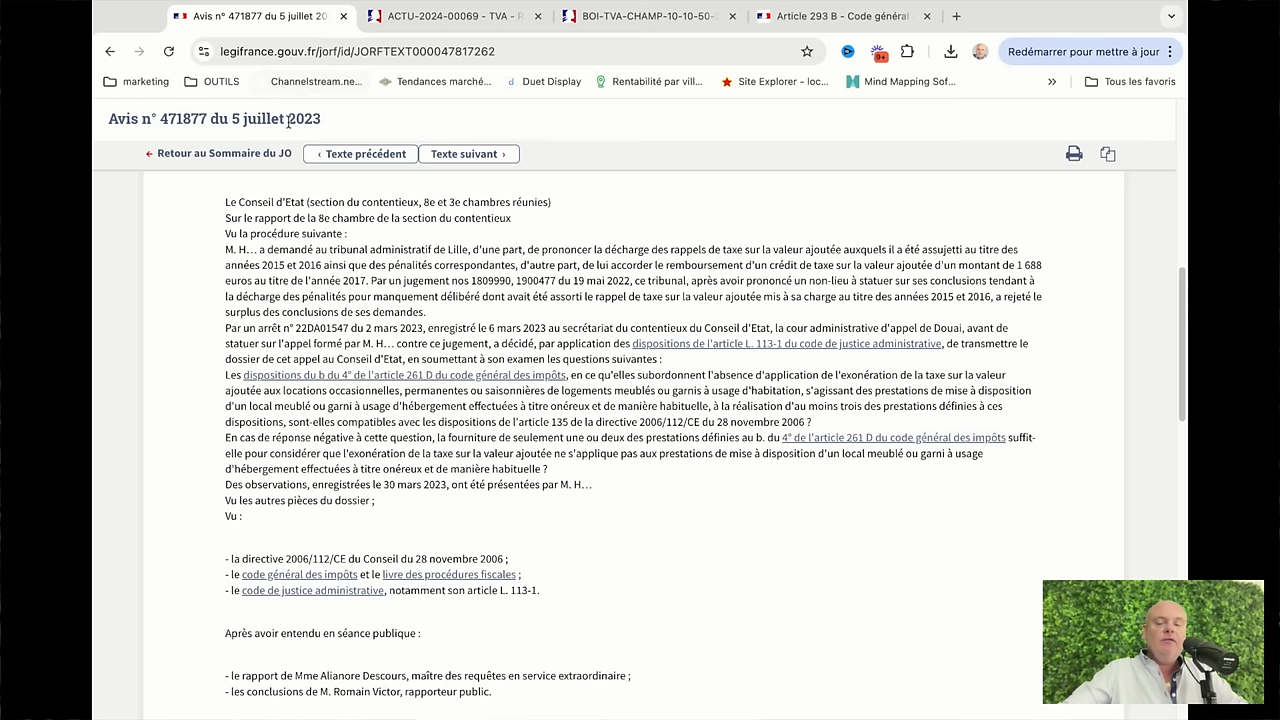 Avis n° 471877 du 5 juillet 20
ACTU-2024-00069 - TVA - R
BOI-TVA-CHAMP-10-10-50-2
Article 293 B - Code général
legifrance.gouv.fr/jorf/id/JORFTEXT000047817262
9+
Redémarrer pour mettre à jour
marketing
OUTILS
Channelstream.ne...
Tendances marché...
d Duet Display
Rentabilité par vill...
Site Explorer - loc...
Mind Mapping Sof...
»
Tous les favoris
Avis n° 471877 du 5 juillet 2023
Retour au Sommaire du JO
‹ Texte précédent
Texte suivant ›
Le Conseil d'Etat (section du contentieux, 8e et 3e chambres réunies)
Sur le rapport de la 8e chambre de la section du contentieux
Vu la procédure suivante :
M. H… a demandé au tribunal administratif de Lille, d'une part, de prononcer la décharge des rappels de taxe sur la valeur ajoutée auxquels il a été assujetti au titre des
années 2015 et 2016 ainsi que des pénalités correspondantes, d'autre part, de lui accorder le remboursement d'un crédit de taxe sur la valeur ajoutée d'un montant de 1 688
euros au titre de l'année 2017. Par un jugement nos 1809990, 1900477 du 19 mai 2022, ce tribunal, après avoir prononcé un non-lieu à statuer sur ses conclusions tendant à
la décharge des pénalités pour manquement délibéré dont avait été assorti le rappel de taxe sur la valeur ajoutée mis à sa charge au titre des années 2015 et 2016, a rejeté le
surplus des conclusions de ses demandes.
Par un arrêt n° 22DA01547 du 2 mars 2023, enregistré le 6 mars 2023 au secrétariat du contentieux du Conseil d'Etat, la cour administrative d'appel de Douai, avant de
statuer sur l'appel formé par M. H… contre ce jugement, a décidé, par application des dispositions de l'article L. 113-1 du code de justice administrative, de transmettre le
dossier de cet appel au Conseil d'Etat, en soumettant à son examen les questions suivantes :
Les dispositions du b du 4° de l'article 261 D du code général des impôts, en ce qu'elles subordonnent l'absence d'application de l'exonération de la taxe sur la valeur
ajoutée aux locations occasionnelles, permanentes ou saisonnières de logements meublés ou garnis à usage d'habitation, s'agissant des prestations de mise à disposition
d'un local meublé ou garni à usage d'hébergement effectuées à titre onéreux et de manière habituelle, à la réalisation d'au moins trois des prestations définies à ces
dispositions, sont-elles compatibles avec les dispositions de l'article 135 de la directive 2006/112/CE du 28 novembre 2006 ?
En cas de réponse négative à cette question, la fourniture de seulement une ou deux des prestations définies au b. du 4° de l'article 261 D du code général des impôts suffit-
elle pour considérer que l'exonération de la taxe sur la valeur ajoutée ne s'applique pas aux prestations de mise à disposition d'un local meublé ou garni à usage
d'hébergement effectuées à titre onéreux et de manière habituelle ?
Des observations, enregistrées le 30 mars 2023, ont été présentées par M. H…
Vu les autres pièces du dossier ;
Vu :
- la directive 2006/112/CE du Conseil du 28 novembre 2006 ;
- le code général des impôts et le livre des procédures fiscales ;
- le code de justice administrative, notamment son article L. 113-1.
Après avoir entendu en séance publique :
- le rapport de Mme Alianore Descours, maître des requêtes en service extraordinaire ;
- les conclusions de M. Romain Victor, rapporteur public.